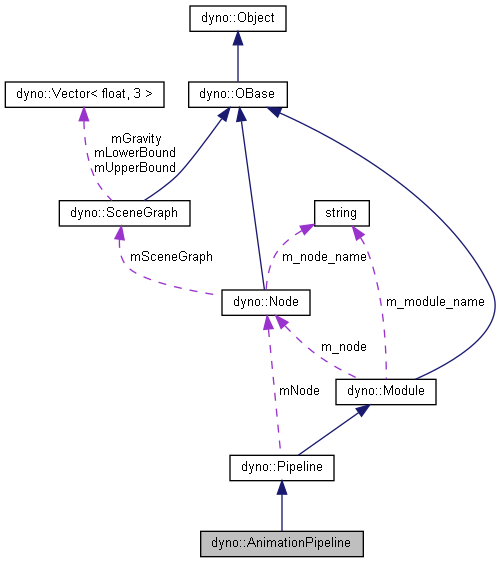 dyno::Object
dyno::Vector< float, 3 >
dyno::OBase
mGravity
mLowerBound
mUpperBound
dyno::SceneGraph
string
mSceneGraph
m_node_name
dyno::Node
m_module_name
m_node
mNode
dyno::Module
dyno::Pipeline
dyno::AnimationPipeline